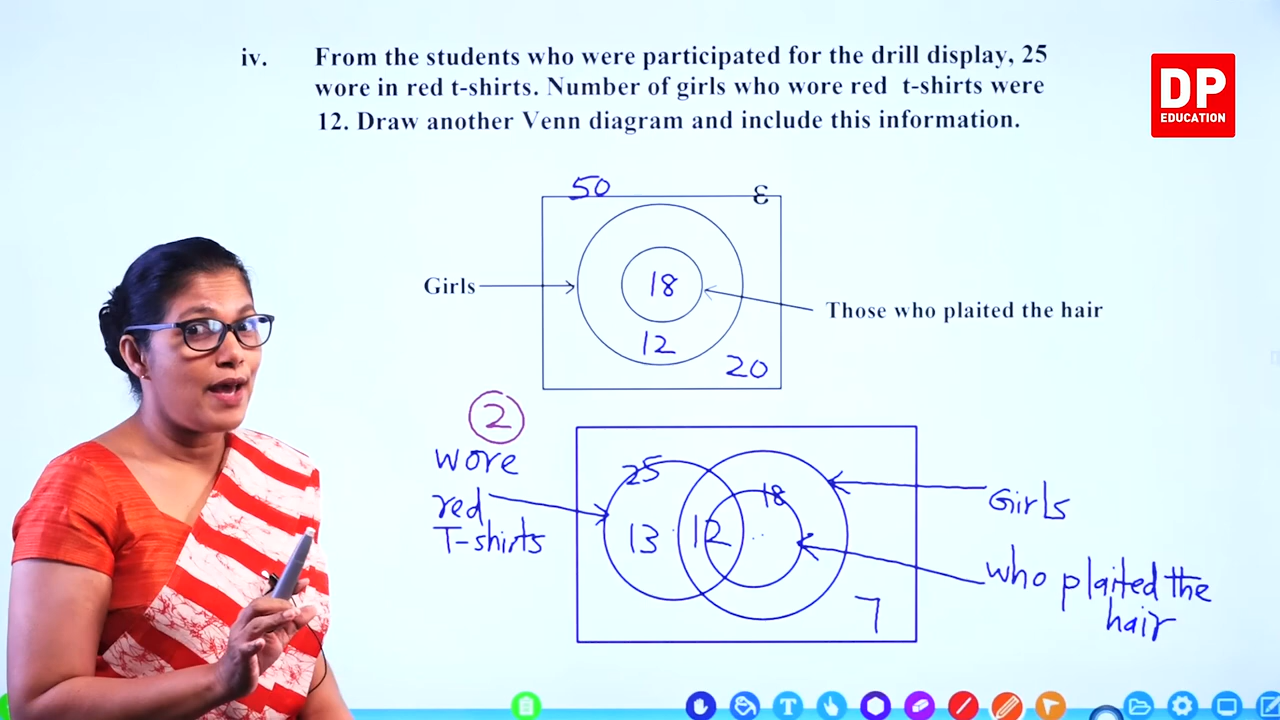 iv. From the students who were participated for the drill display, 25
wore in red t-shirts. Number of girls who wore red t-shirts were
12. Draw another Venn diagram and include this information.
DP
EDUCATION
50
ε
Girls
18
Those who plaited the hair
12
20
2
wore
red
T-shirts
25
13
12
18
7
Girls
who plaited the
hair
T